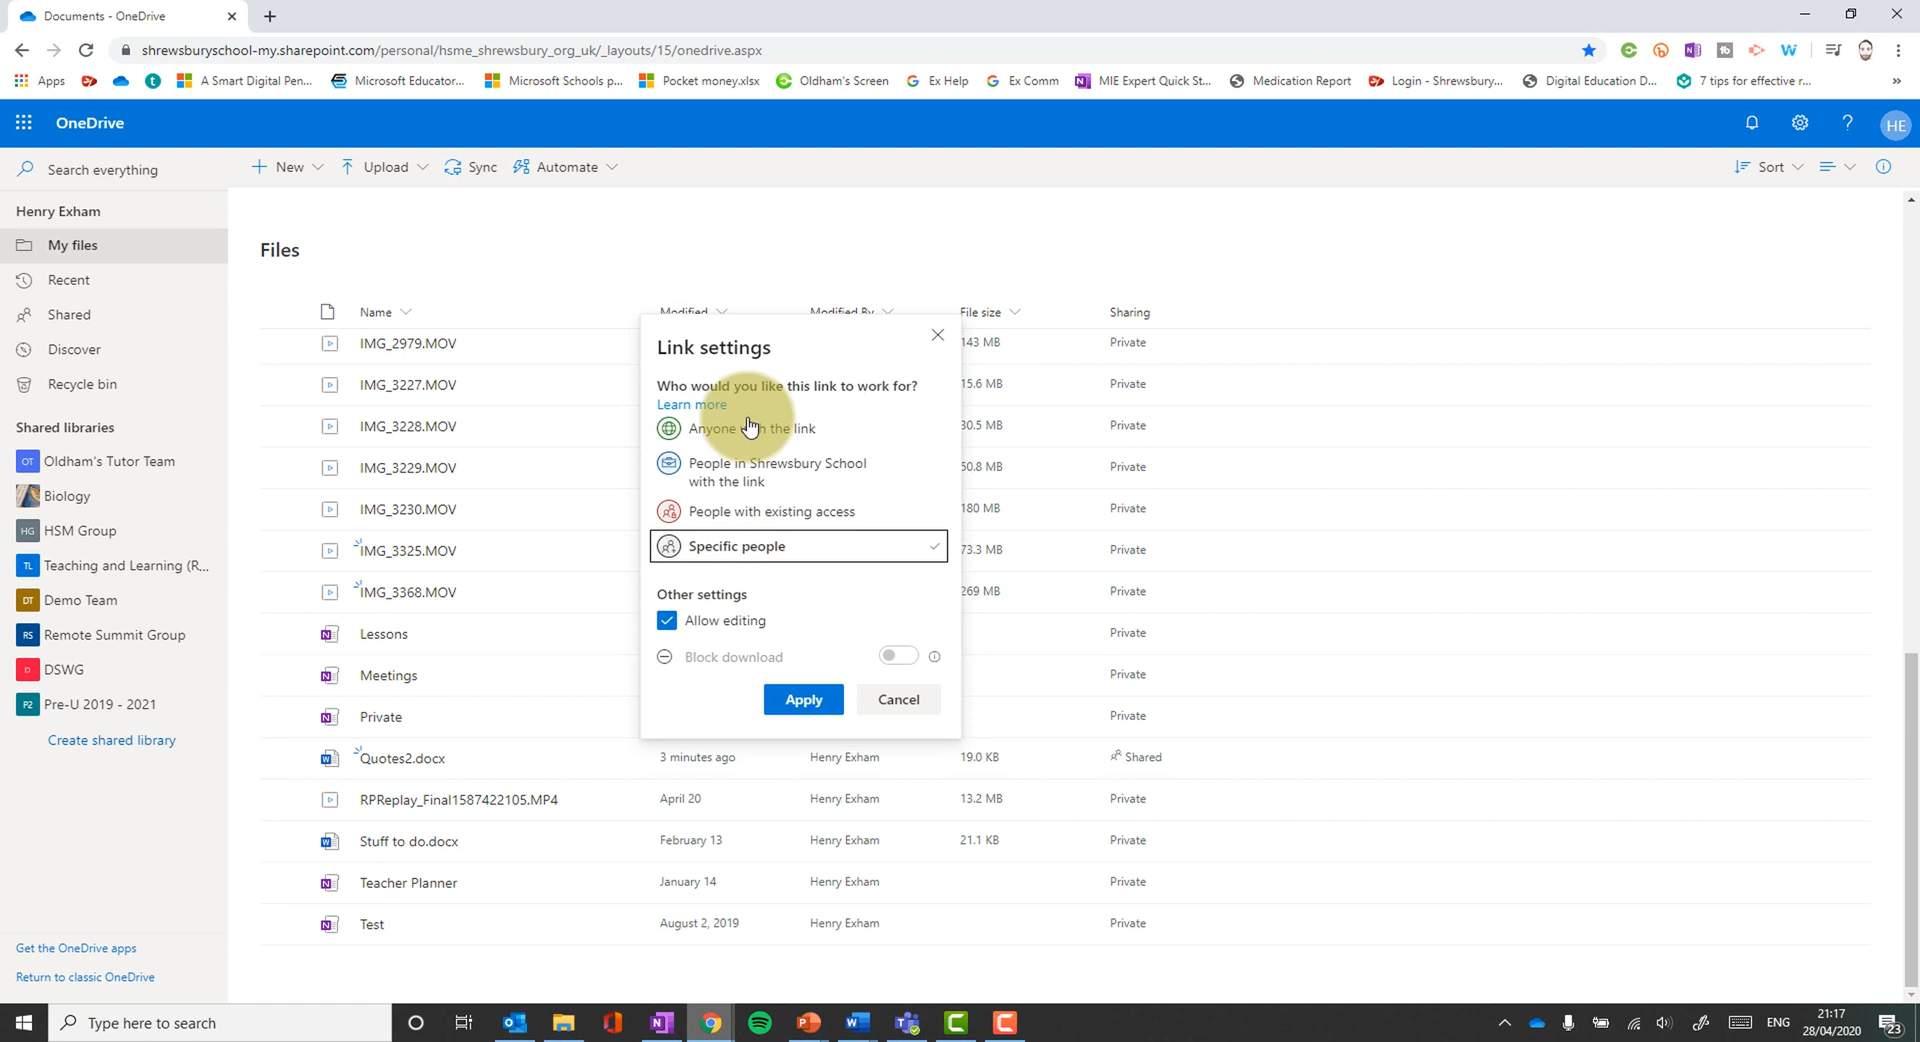 Documents - OneDrive
shrewsburyschool-my.sharepoint.com/personal/hsme_shrewsbury_org_uk/_layouts/15/onedrive.aspx
Apps
A Smart Digital Pen...
Microsoft Educator...
Microsoft Schools p...
Pocket money.xlsx
Oldham's Screen
Ex Help
Ex Comm
MIE Expert Quick St...
Medication Report
Login - Shrewsbury...
Digital Education D...
7 tips for effective r...
OneDrive
HE
Search everything
New
Upload
Sync
Automate
Sort
Henry Exham
My files
Recent
Shared
Discover
Recycle bin
Shared libraries
OT Oldham's Tutor Team
Biology
HG HSM Group
TL Teaching and Learning (R...
DT Demo Team
RS Remote Summit Group
D DSWG
P2 Pre-U 2019 - 2021
Create shared library
Get the OneDrive apps
Return to classic OneDrive
Files
Name Modified Modified By File size Sharing
IMG_2979.MOV 143 MB Private
IMG_3227.MOV 15.6 MB Private
IMG_3228.MOV 30.5 MB Private
IMG_3229.MOV 50.8 MB Private
IMG_3230.MOV 180 MB Private
IMG_3325.MOV 73.3 MB Private
IMG_3368.MOV 269 MB Private
Lessons Private
Meetings Private
Private Private
Quotes2.docx 3 minutes ago Henry Exham 19.0 KB Shared
RPReplay_Final1587422105.MP4 April 20 Henry Exham 13.2 MB Private
Stuff to do.docx February 13 Henry Exham 21.1 KB Private
Teacher Planner January 14 Henry Exham Private
Test August 2, 2019 Henry Exham Private
Link settings
Who would you like this link to work for?
Learn more
Anyone with the link
People in Shrewsbury School
with the link
People with existing access
Specific people
Other settings
Allow editing
Block download
Apply
Cancel
Type here to search
ENG
21:17
28/04/2020
23